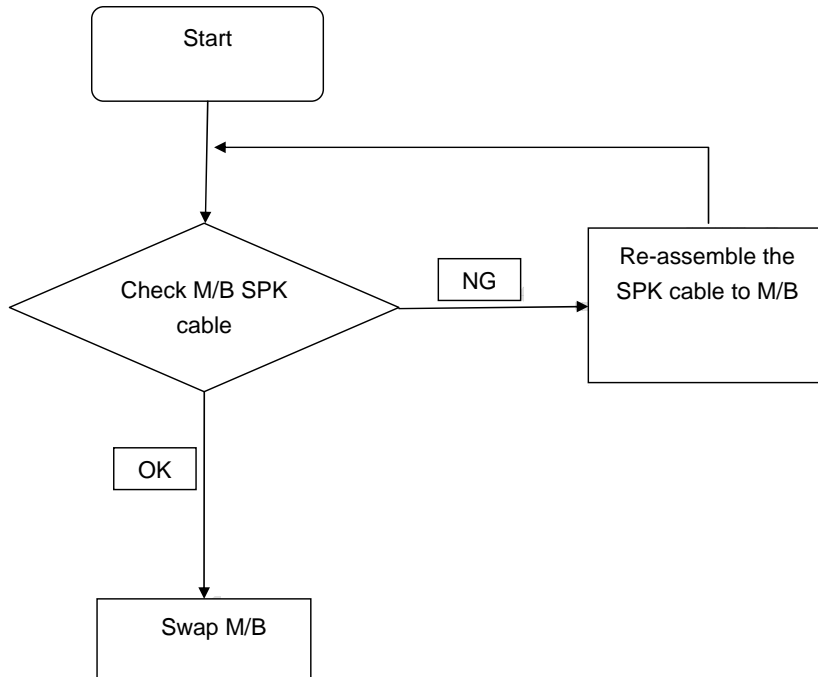 Start
Check M/B SPK
cable
NG
Re-assemble the
SPK cable to M/B
OK
Swap M/B